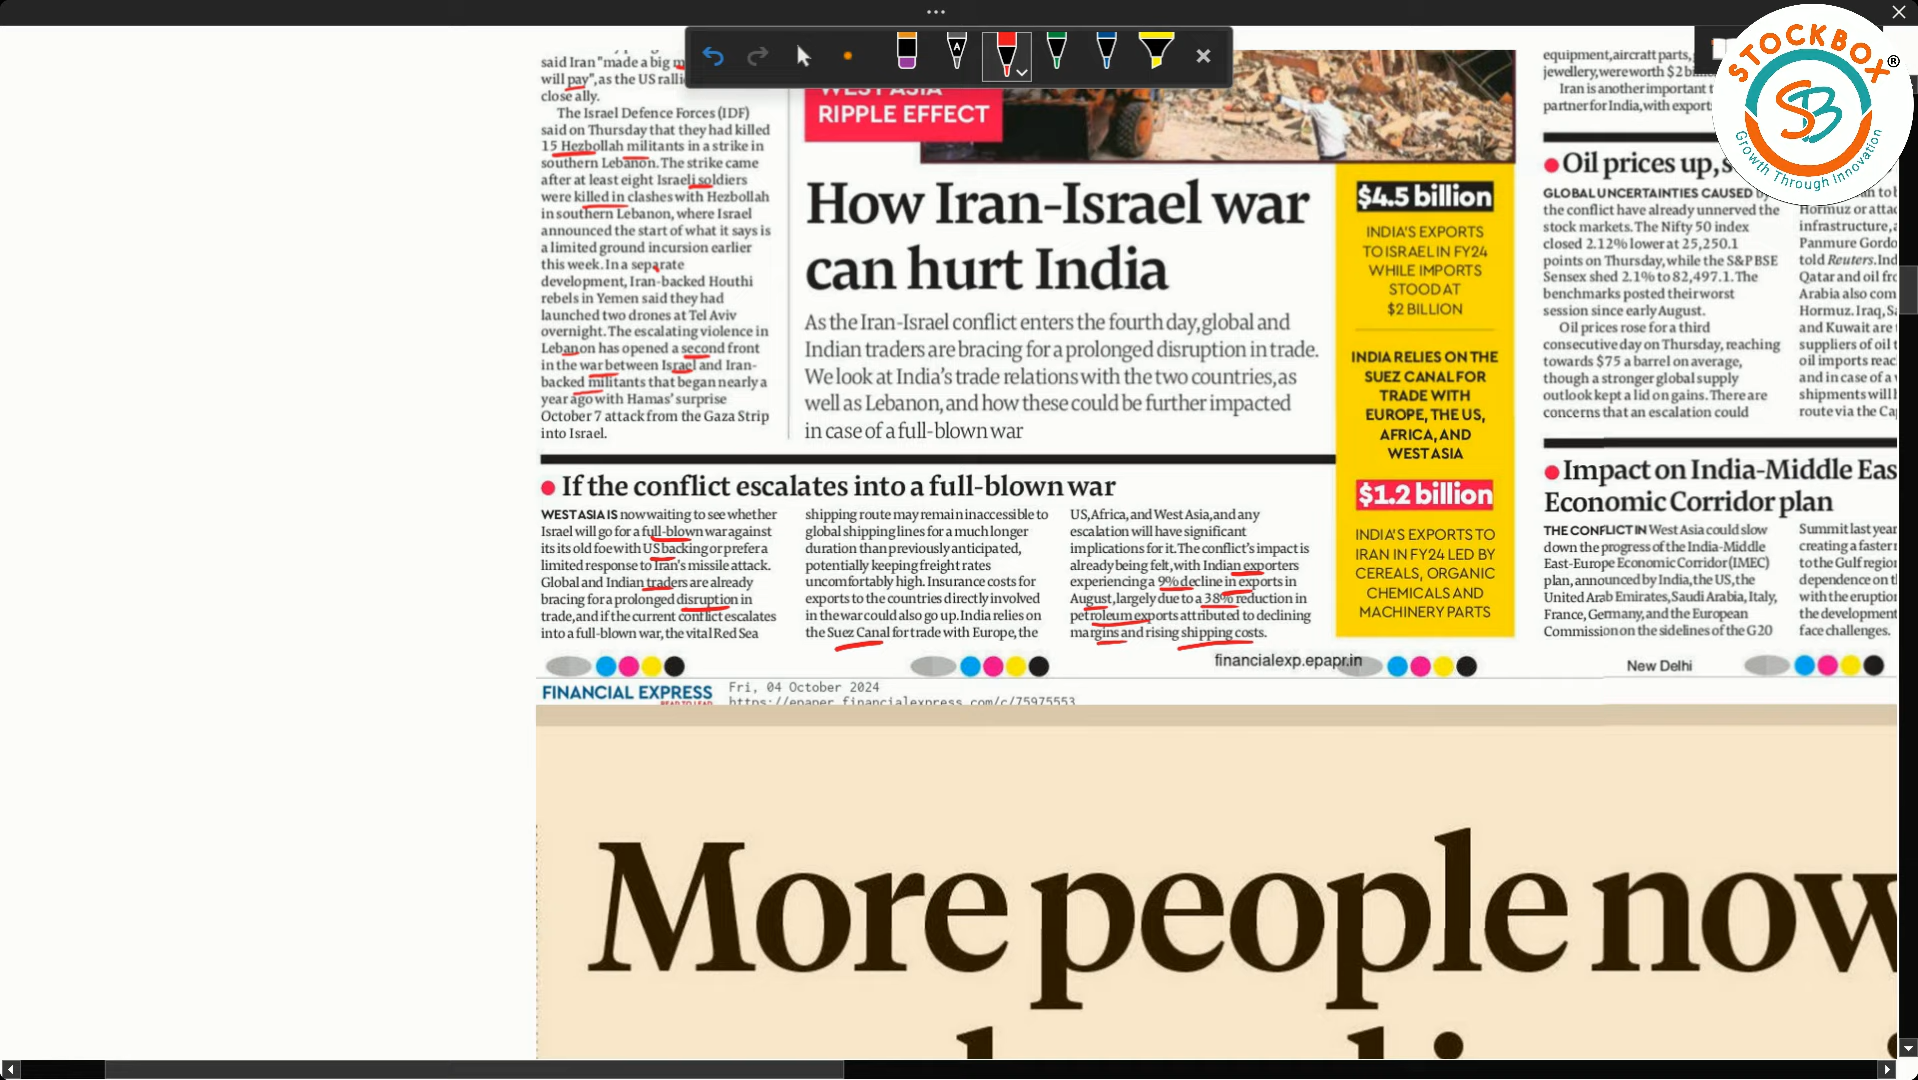 said Iran "made a big
will pay", as the US
close ally.
The Israel Defence Forces (IDF)
said on Thursday that they had killed
15 Hezbollah militants in a strike in
southern Lebanon. The strike came
after at least eight Israeli soldiers
were killed in clashes with Hezbollah
in southern Lebanon, where Israel
announced the start of what it says is
a limited ground incursion earlier
this week. In a separate
development, Iran-backed Houthi
rebels in Yemen said they had
launched two drones at Tel Aviv
overnight. The escalating violence in
Lebanon has opened a second front
in the war between Israel and Iran-
backed militants that began nearly a
year ago with Hamas' surprise
October 7 attack from the Gaza Strip
into Israel.
WEST ASIA
RIPPLE EFFECT
How Iran-Israel war
can hurt India
As the Iran-Israel conflict enters the fourth day, global and
Indian traders are bracing for a prolonged disruption in trade.
We look at India's trade relations with the two countries, as
well as Lebanon, and how these could be further impacted
in case of a full-blown war
$4.5 billion
INDIA'S EXPORTS
TO ISRAEL IN FY24
WHILE IMPORTS
STOOD AT
$2 BILLION
INDIA RELIES ON THE
SUEZ CANAL FOR
TRADE WITH
EUROPE, THE US,
AFRICA, AND
WEST ASIA
$1.2 billion
INDIA'S EXPORTS TO
IRAN IN FY24 LED BY
CEREALS, ORGANIC
CHEMICALS AND
MACHINERY PARTS
If the conflict escalates into a full-blown war
WEST ASIA IS now waiting to see whether
Israel will go for a full-blown war against
its its old foe with US backing or prefer a
limited response to Iran's missile attack.
Global and Indian traders are already
bracing for a prolonged disruption in
trade, and if the current conflict escalates
into a full-blown war, the vital Red Sea
shipping route may remain inaccessible to
global shipping lines for a much longer
duration than previously anticipated,
potentially keeping freight rates
uncomfortably high. Insurance costs for
exports to the countries directly involved
in the war could also go up. India relies on
the Suez Canal for trade with Europe, the
US, Africa, and West Asia, and any
escalation will have significant
implications for it. The conflict's impact is
already being felt, with Indian exporters
experiencing a 9% decline in exports in
August, largely due to a 38% reduction in
petroleum exports attributed to declining
margins and rising shipping costs.
equipment, aircraft parts,
jewellery, were worth $2
Iran is another important
partner for India, with
Oil prices up,
GLOBAL UNCERTAINTIES CAUSED by
the conflict have already unnerved the
stock markets. The Nifty 50 index
closed 2.12% lower at 25,250.1
points on Thursday, while the S&P BSE
Sensex shed 2.1% to 82,497.1. The
benchmarks posted their worst
session since early August.
Oil prices rose for a third
consecutive day on Thursday, reaching
towards $75 a barrel on average,
though a stronger global supply
outlook kept a lid on gains. There are
concerns that an escalation could
Hormuz or
infrastructure,
Panmure
told Reuters.
Qatar and oil
Arabia also
Hormuz. Iraq,
and Kuwait are
suppliers of oil
oil imports
and in case of a
shipments will
route via the
Impact on India-Middle
Economic Corridor plan
THE CONFLICT IN West Asia could slow
down the progress of the India-Middle
East-Europe Economic Corridor (IMEC)
plan, announced by India, the US, the
United Arab Emirates, Saudi Arabia, Italy,
France, Germany, and the European
Commission on the sidelines of the G20
Summit last year
creating a faster
to the Gulf
dependence on
with the
the development
face challenges.
financialexp.epapr.in
New Delhi
FINANCIAL EXPRESS
Fri, 04 October 2024
https://epaper.financialexpress.com/c/75975553
More people now
STOCKBOX
®
SB
Growth Through Innovation